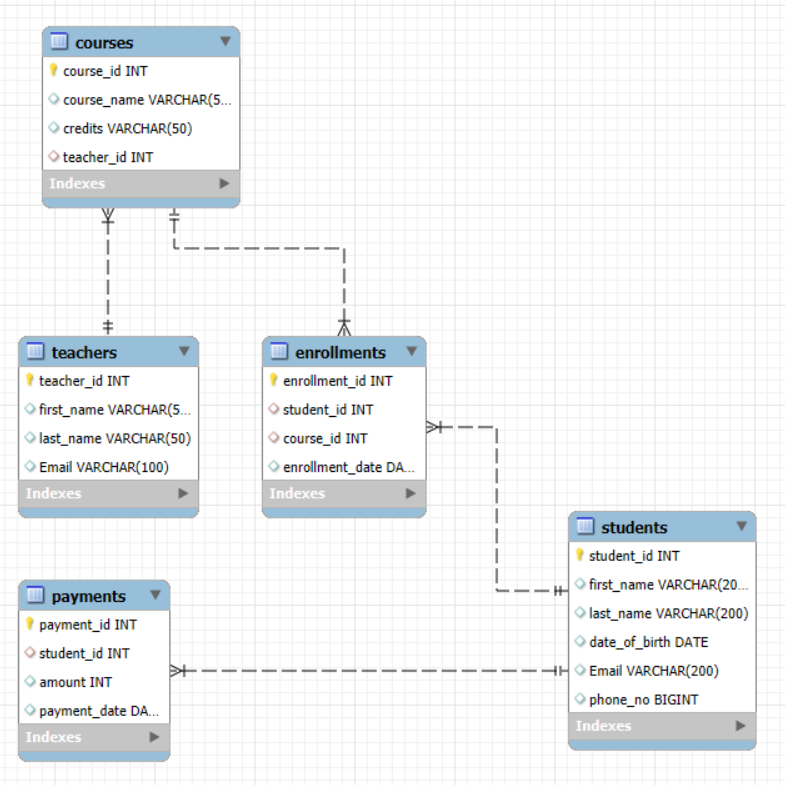 courses
course_id INT
course_name VARCHAR(5...
credits VARCHAR(50)
teacher_id INT
Indexes
teachers
teacher_id INT
first_name VARCHAR(5...
last_name VARCHAR(50)
Email VARCHAR(100)
Indexes
enrollments
enrollment_id INT
student_id INT
course_id INT
enrollment_date DA...
Indexes
students
student_id INT
first_name VARCHAR(20...
last_name VARCHAR(200)
date_of_birth DATE
Email VARCHAR(200)
phone_no BIGINT
Indexes
payments
payment_id INT
student_id INT
amount INT
payment_date DA...
Indexes